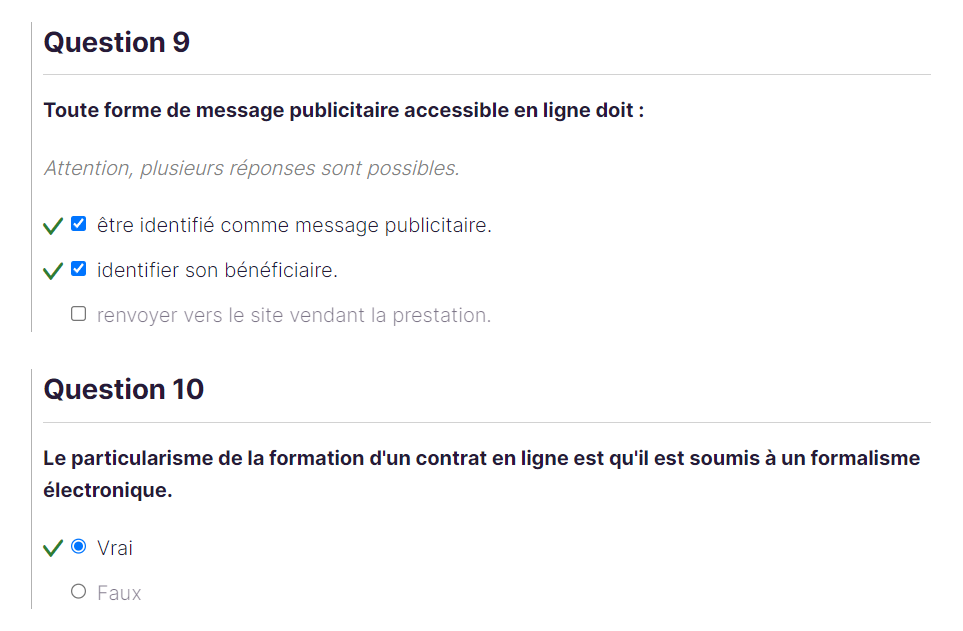 Question 9
Toute forme de message publicitaire accessible en ligne doit :
Attention, plusieurs réponses sont possibles.
être identifié comme message publicitaire.
identifier son bénéficiaire.
renvoyer vers le site vendant la prestation.
Question 10
Le particularisme de la formation d'un contrat en ligne est qu'il est soumis à un formalisme
électronique.
Vrai
Faux